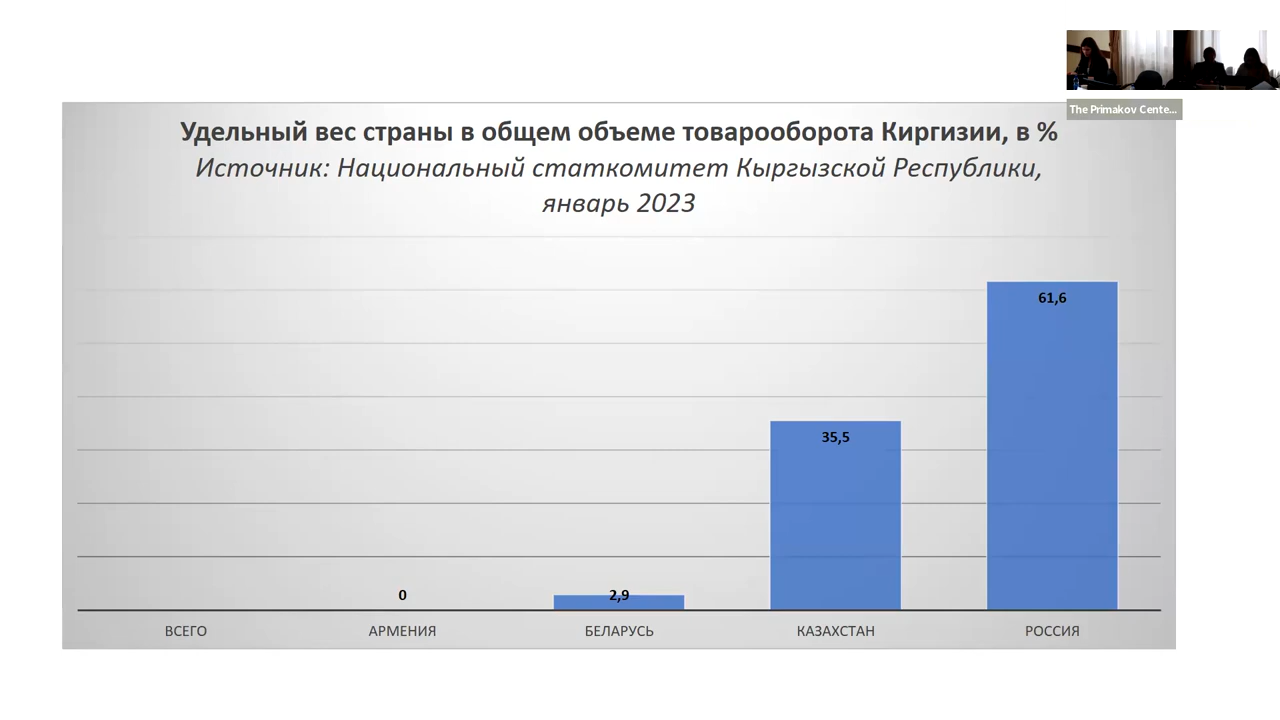 The Primakov Cente...
Удельный вес страны в общем объеме товарооборота Киргизии, в %
Источник: Национальный статкомитет Кыргызской Республики,
январь 2023
61,6
35,5
0
2,9
ВСЕГО
АРМЕНИЯ
БЕЛАРУСЬ
КАЗАХСТАН
РОССИЯ